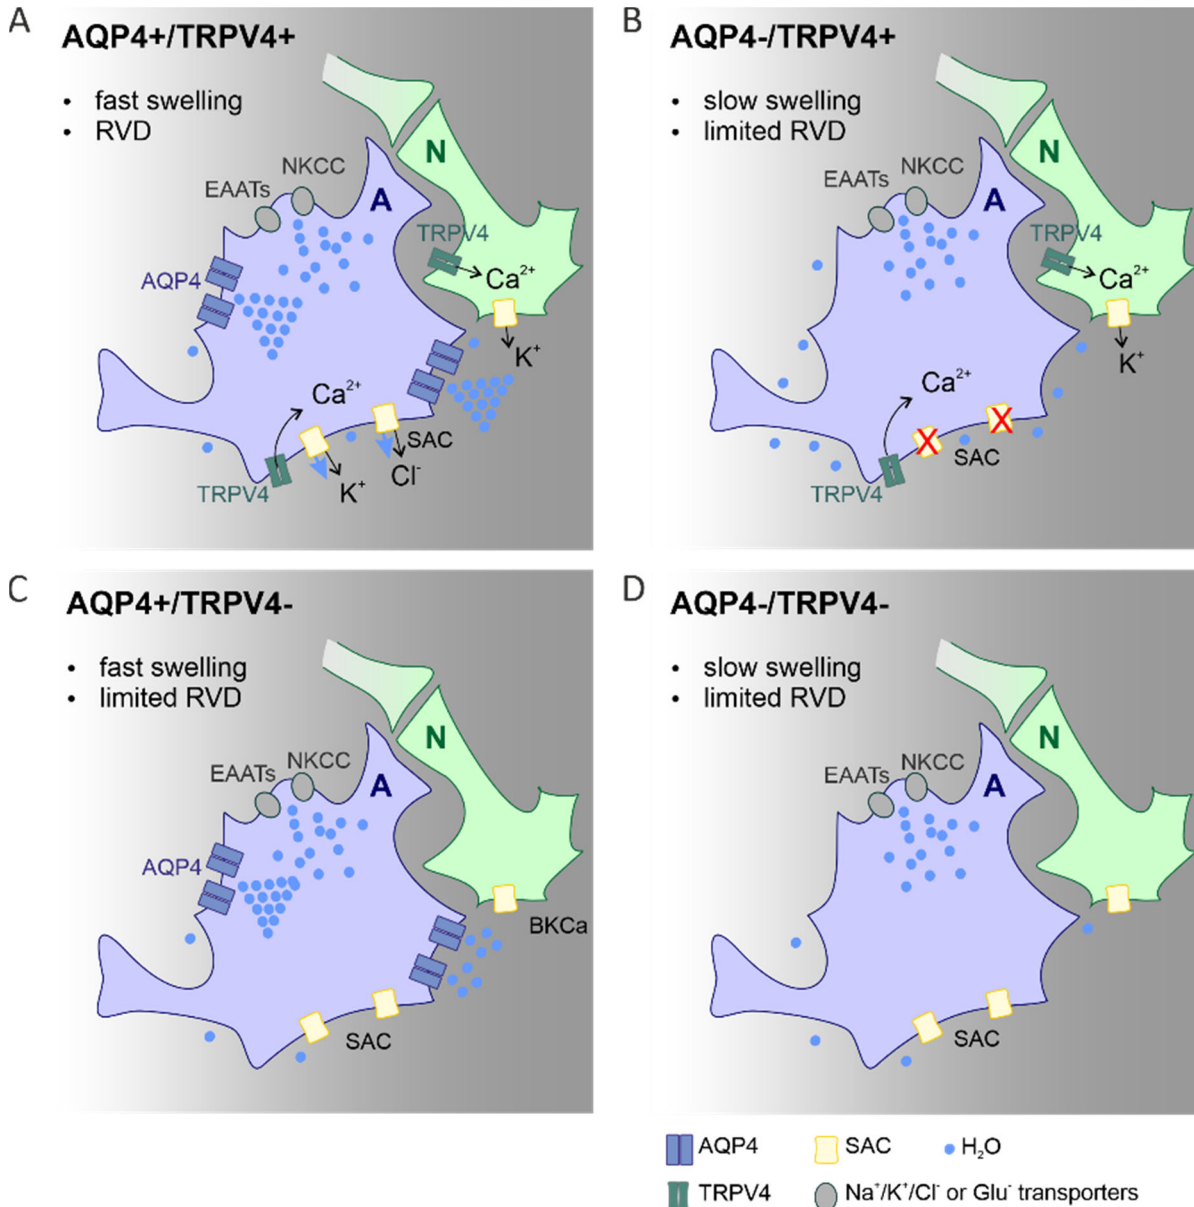 A
AQP4+/TRPV4+
• fast swelling
• RVD
NKCC
EAATs
A
N
TRPV4
Ca²⁺
AQP4
K⁺
Ca²⁺
SAC
Cl⁻
K⁺
TRPV4
B
AQP4-/TRPV4+
• slow swelling
• limited RVD
NKCC
EAATs
A
N
TRPV4
Ca²⁺
K⁺
Ca²⁺
X
X
SAC
TRPV4
C
AQP4+/TRPV4-
• fast swelling
• limited RVD
NKCC
EAATs
A
N
AQP4
BKCa
SAC
D
AQP4-/TRPV4-
• slow swelling
• limited RVD
NKCC
EAATs
A
N
SAC
AQP4
SAC
H₂O
TRPV4
Na⁺/K⁺/Cl⁻ or Glu⁻ transporters